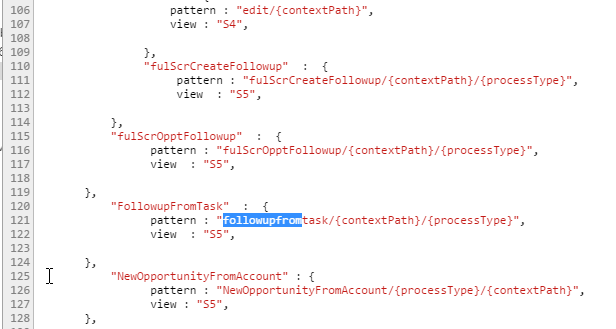 106 pattern : "edit/{contextPath}",
107 view : "S4",
108
109 },
110 "fulScrCreateFollowup" : {
111 pattern : "fulScrCreateFollowup/{contextPath}/{processType}",
112 view : "S5",
113
114 },
115 "fulScrOpptFollowup" : {
116 pattern : "fulScrOpptFollowup/{contextPath}/{processType}",
117 view : "S5",
118
119 },
120 "FollowupFromTask" : {
121 pattern : "followupfromtask/{contextPath}/{processType}",
122 view : "S5",
123
124 },
125 "NewOpportunityFromAccount" : {
126 pattern : "NewOpportunityFromAccount/{processType}/{contextPath}",
127 view : "S5",
128 },